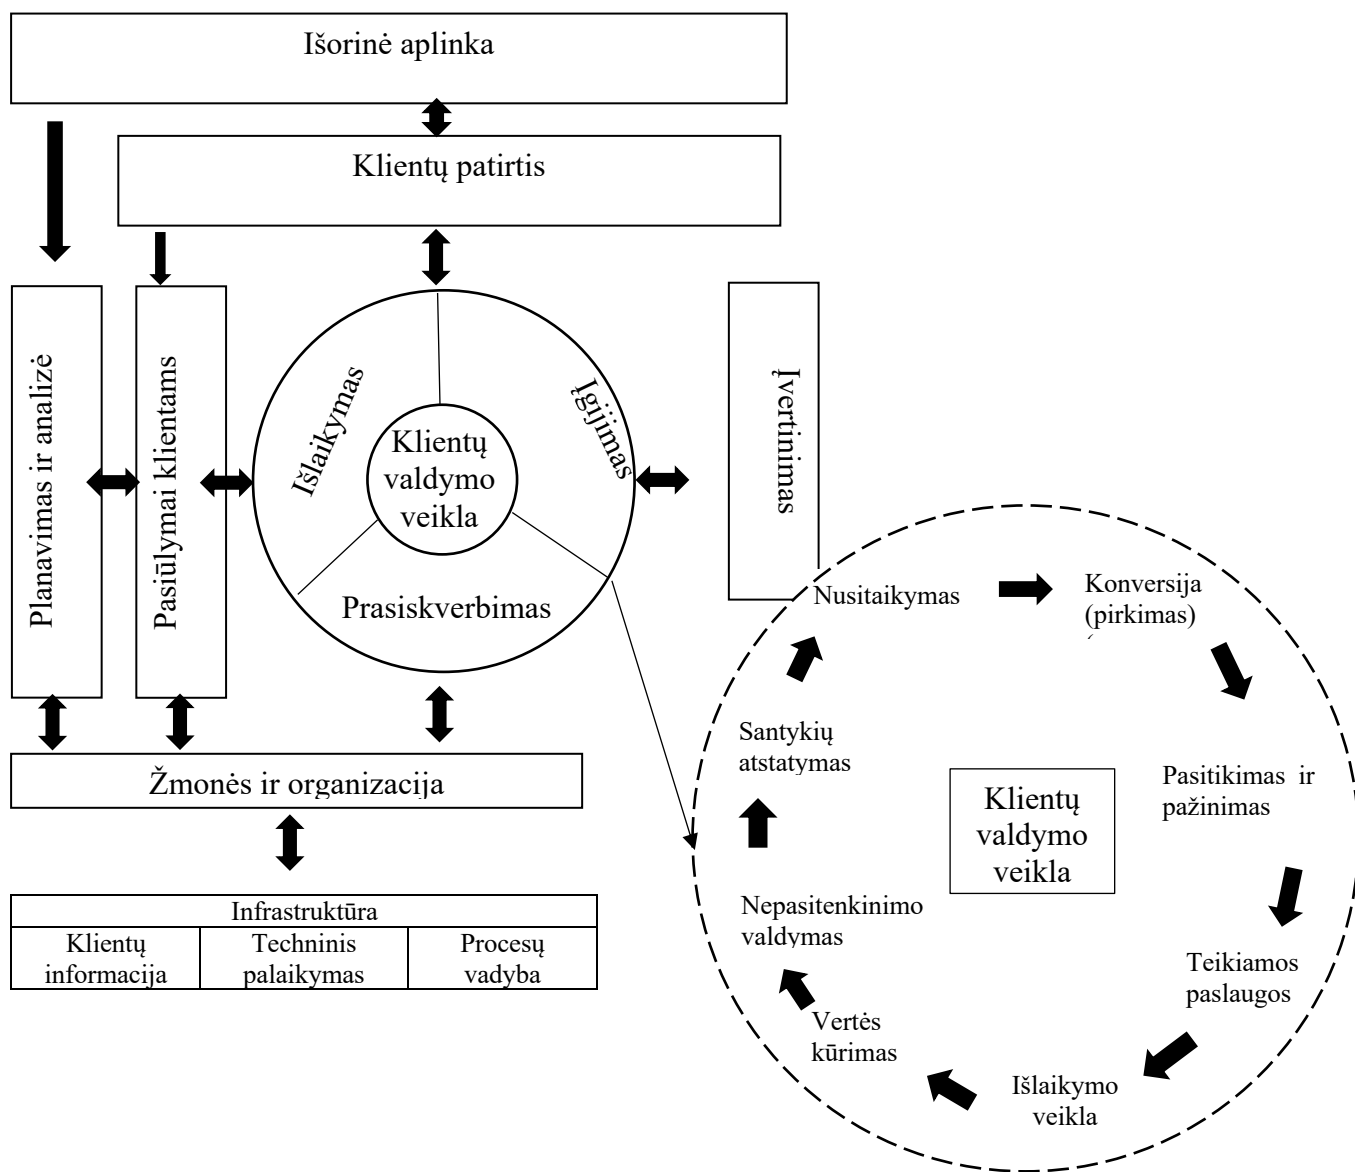 Išorinė aplinka
Klientų patirtis
Planavimas ir analizė
Pasiūlymai klientams
Išlaikymas
Įgijimas
Klientų
valdymo
veikla
Prasiskverbimas
Įvertinimas
Žmonės ir organizacija
Infrastruktūra
Klientų
informacija
Techninis
palaikymas
Procesų
vadyba
Nusitaikymas
Konversija
(pirkimas)
Pasitikimas ir
pažinimas
Teikiamos
paslaugos
Išlaikymo
veikla
Vertės
kūrimas
Nepasitenkinimo
valdymas
Santykių
atstatymas
Klientų
valdymo
veikla